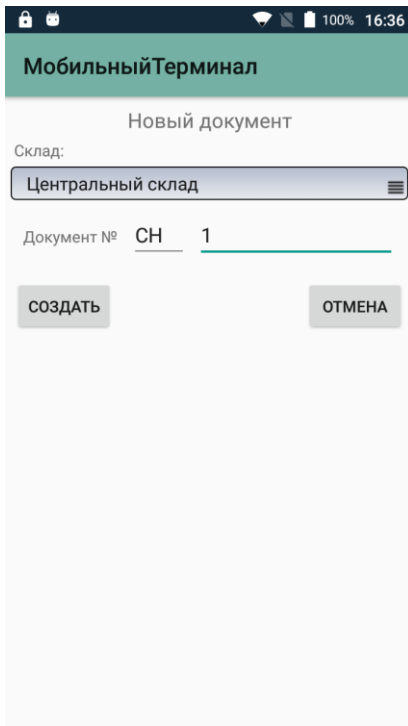 100% 16:36
МобильныйТерминал
Новый документ
Склад:
Центральный склад
Документ № СН 1
СОЗДАТЬ ОТМЕНА